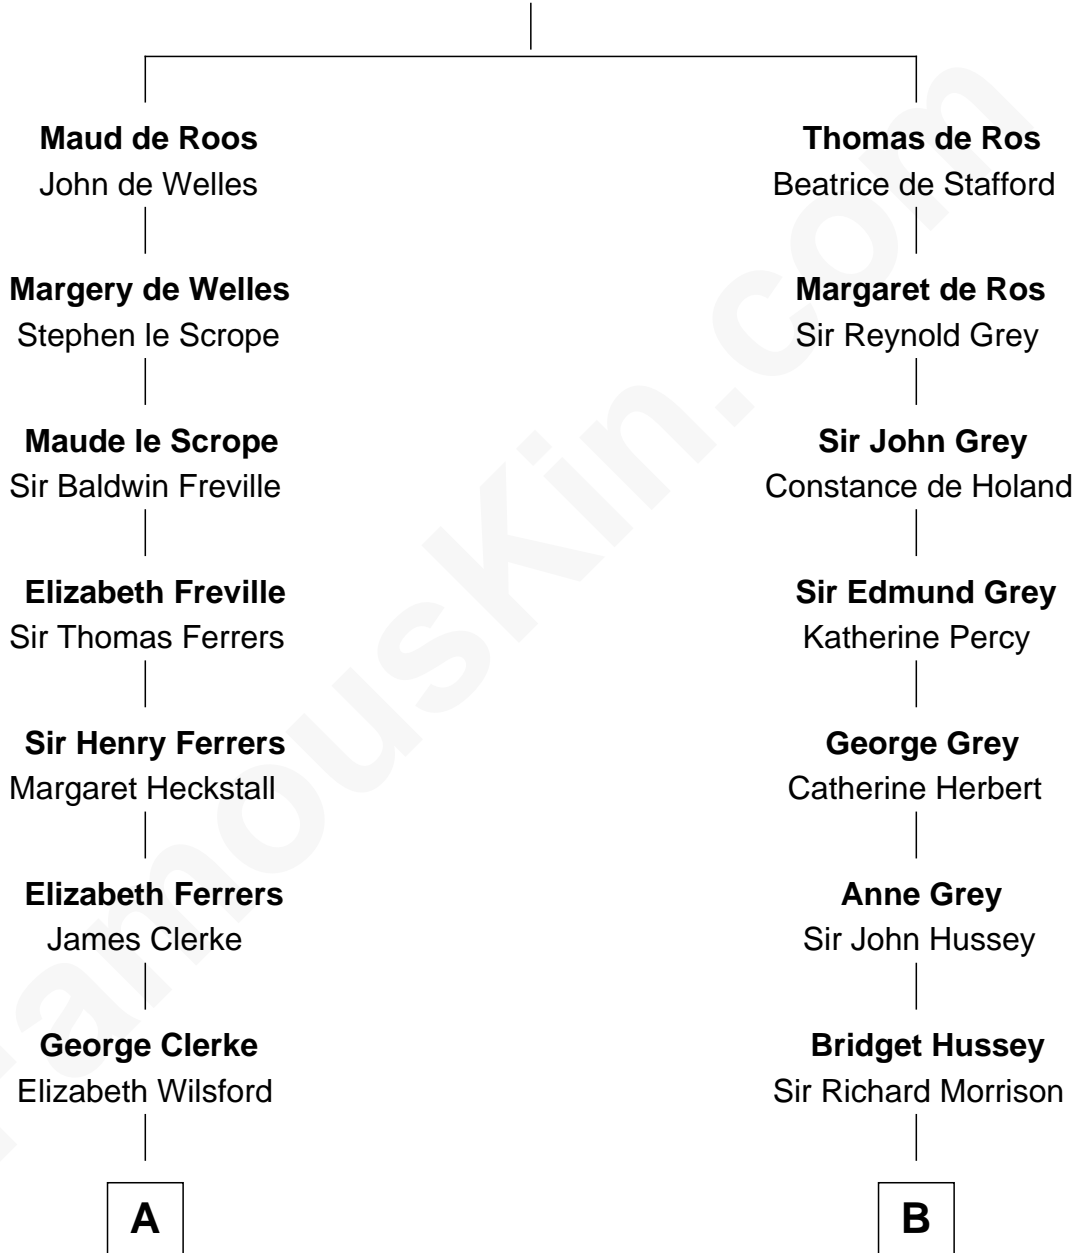 Maud de Roos
John de Welles
Thomas de Ros
Beatrice de Stafford
Margery de Welles
Stephen le Scrope
Margaret de Ros
Sir Reynold Grey
Maude le Scrope
Sir Baldwin Freville
Sir John Grey
Constance de Holand
Elizabeth Freville
Sir Thomas Ferrers
Sir Edmund Grey
Katherine Percy
Sir Henry Ferrers
Margaret Heckstall
George Grey
Catherine Herbert
Elizabeth Ferrers
James Clerke
Anne Grey
Sir John Hussey
George Clerke
Elizabeth Wilsford
Bridget Hussey
Sir Richard Morrison
A
B
FamousKin.com